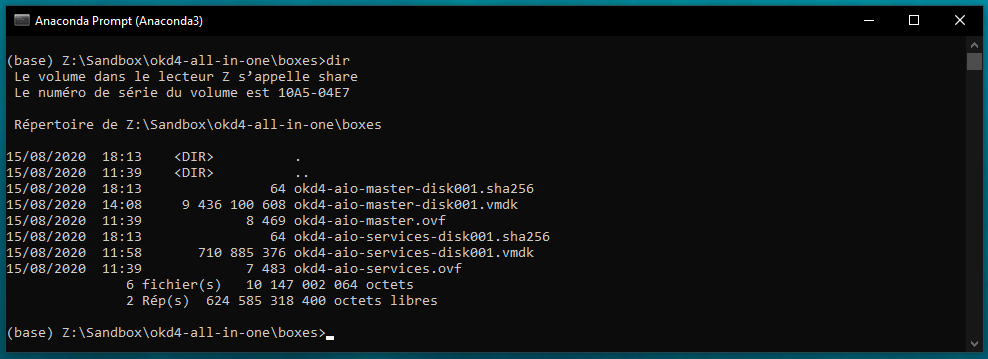 Anaconda Prompt (Anaconda3)
(base) Z:\Sandbox\okd4-all-in-one\boxes>dir
 Le volume dans le lecteur Z s’appelle share
 Le numéro de série du volume est 10A5-04E7

 Répertoire de Z:\Sandbox\okd4-all-in-one\boxes

15/08/2020  18:13    <DIR>          .
15/08/2020  11:39    <DIR>          ..
15/08/2020  18:13                64 okd4-aio-master-disk001.sha256
15/08/2020  14:08     9 436 100 608 okd4-aio-master-disk001.vmdk
15/08/2020  11:39             8 469 okd4-aio-master.ovf
15/08/2020  18:13                64 okd4-aio-services-disk001.sha256
15/08/2020  11:58       710 885 376 okd4-aio-services-disk001.vmdk
15/08/2020  11:39             7 483 okd4-aio-services.ovf
               6 fichier(s)   10 147 002 064 octets
               2 Rép(s)  624 585 318 400 octets libres

(base) Z:\Sandbox\okd4-all-in-one\boxes>